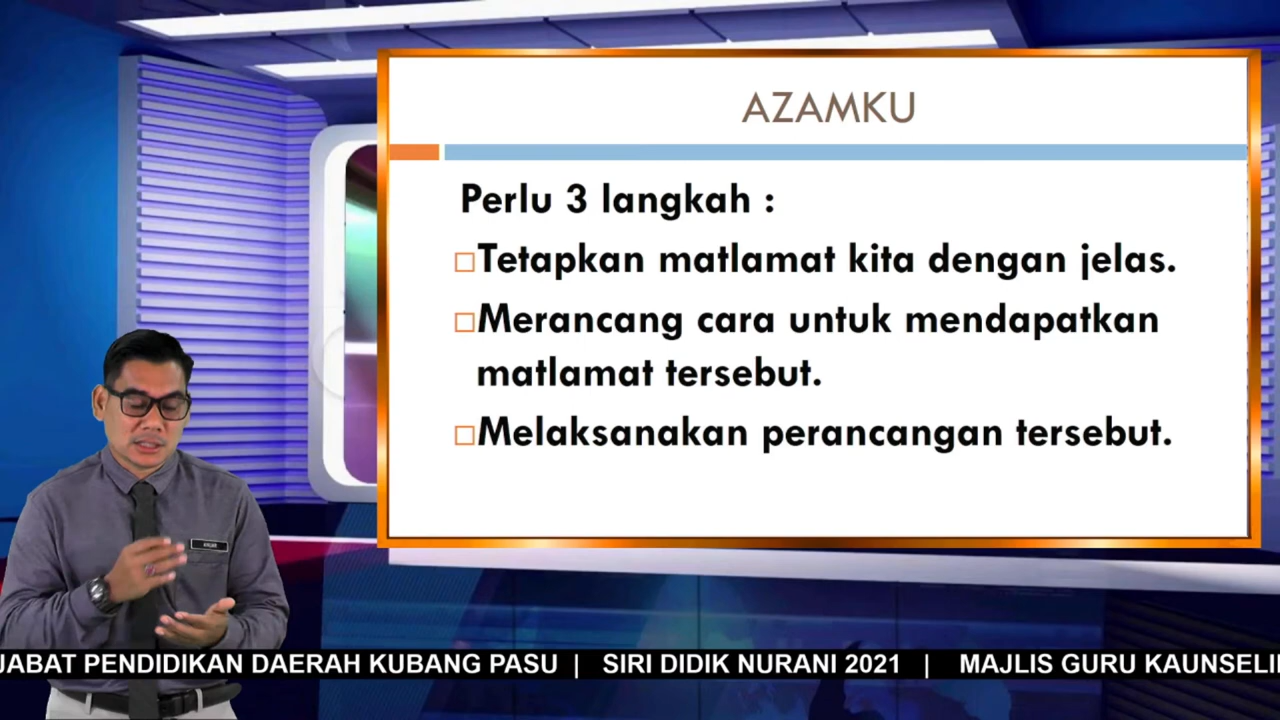 AZAMKU
Perlu 3 langkah :
Tetapkan matlamat kita dengan jelas.
Merancang cara untuk mendapatkan
matlamat tersebut.
Melaksanakan perancangan tersebut.
JABAT PENDIDIKAN DAERAH KUBANG PASU | SIRI DIDIK NURANI 2021 | MAJLIS GURU KAUNSELIN